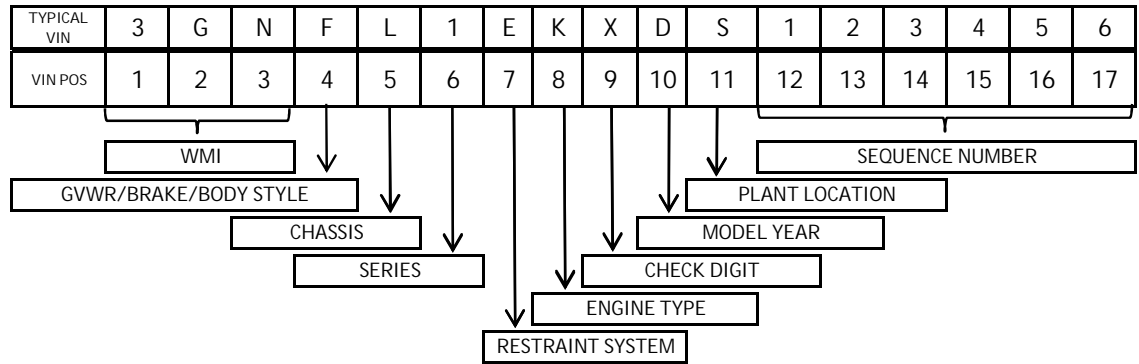 TYPICAL VIN 3 G N F L 1 E K X D S 1 2 3 4 5 6
VIN POS 1 2 3 4 5 6 7 8 9 10 11 12 13 14 15 16 17
WMI SEQUENCE NUMBER
GVWR/BRAKE/BODY STYLE PLANT LOCATION
CHASSIS MODEL YEAR
SERIES CHECK DIGIT
ENGINE TYPE
RESTRAINT SYSTEM